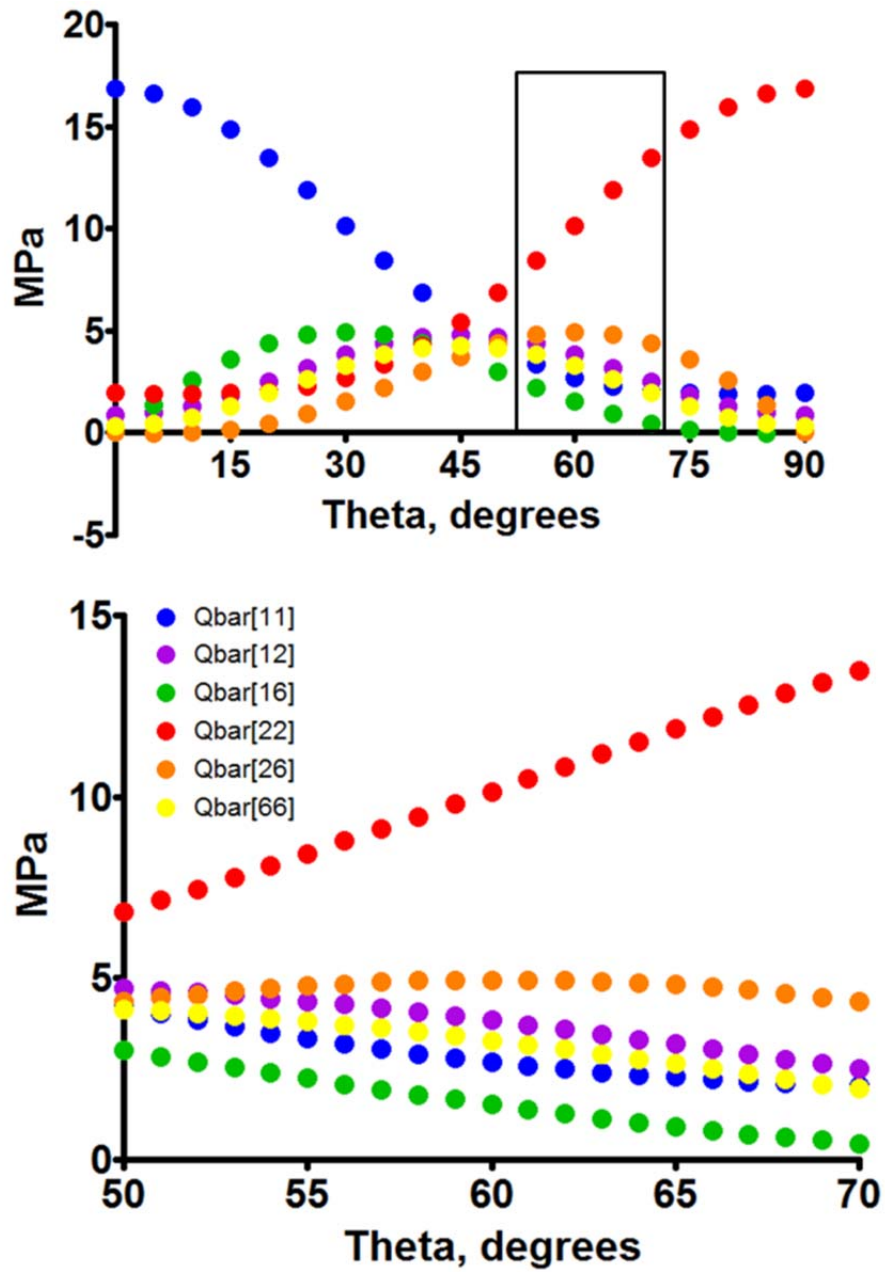 20
15
10
5
0
-5
MPa
15 30 45 60 75 90
Theta, degrees
15
10
5
0
MPa
Qbar[11]
Qbar[12]
Qbar[16]
Qbar[22]
Qbar[26]
Qbar[66]
50 55 60 65 70
Theta, degrees